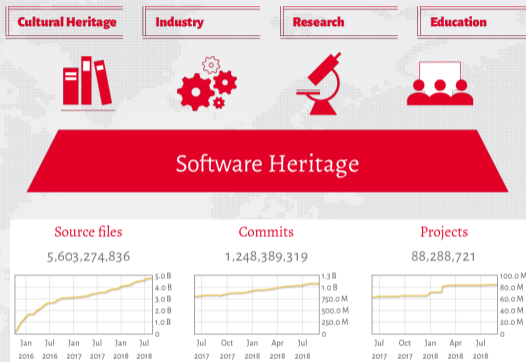 Cultural Heritage
Industry
Research
Education
Software Heritage
Source files
5,603,274,836
5.0 B
4.0 B
3.0 B
2.0 B
1.0 B
0
Jan 2016
Jul 2016
Jan 2017
Jul 2017
Jan 2018
Jul 2018
Commits
1,248,389,319
1.3 B
1.0 B
750.0 M
500.0 M
250.0 M
0
Jul 2017
Oct 2017
Jan 2018
Apr 2018
Jul 2018
Projects
88,288,721
100.0 M
80.0 M
60.0 M
40.0 M
20.0 M
0
Jul 2017
Oct 2017
Jan 2018
Apr 2018
Jul 2018